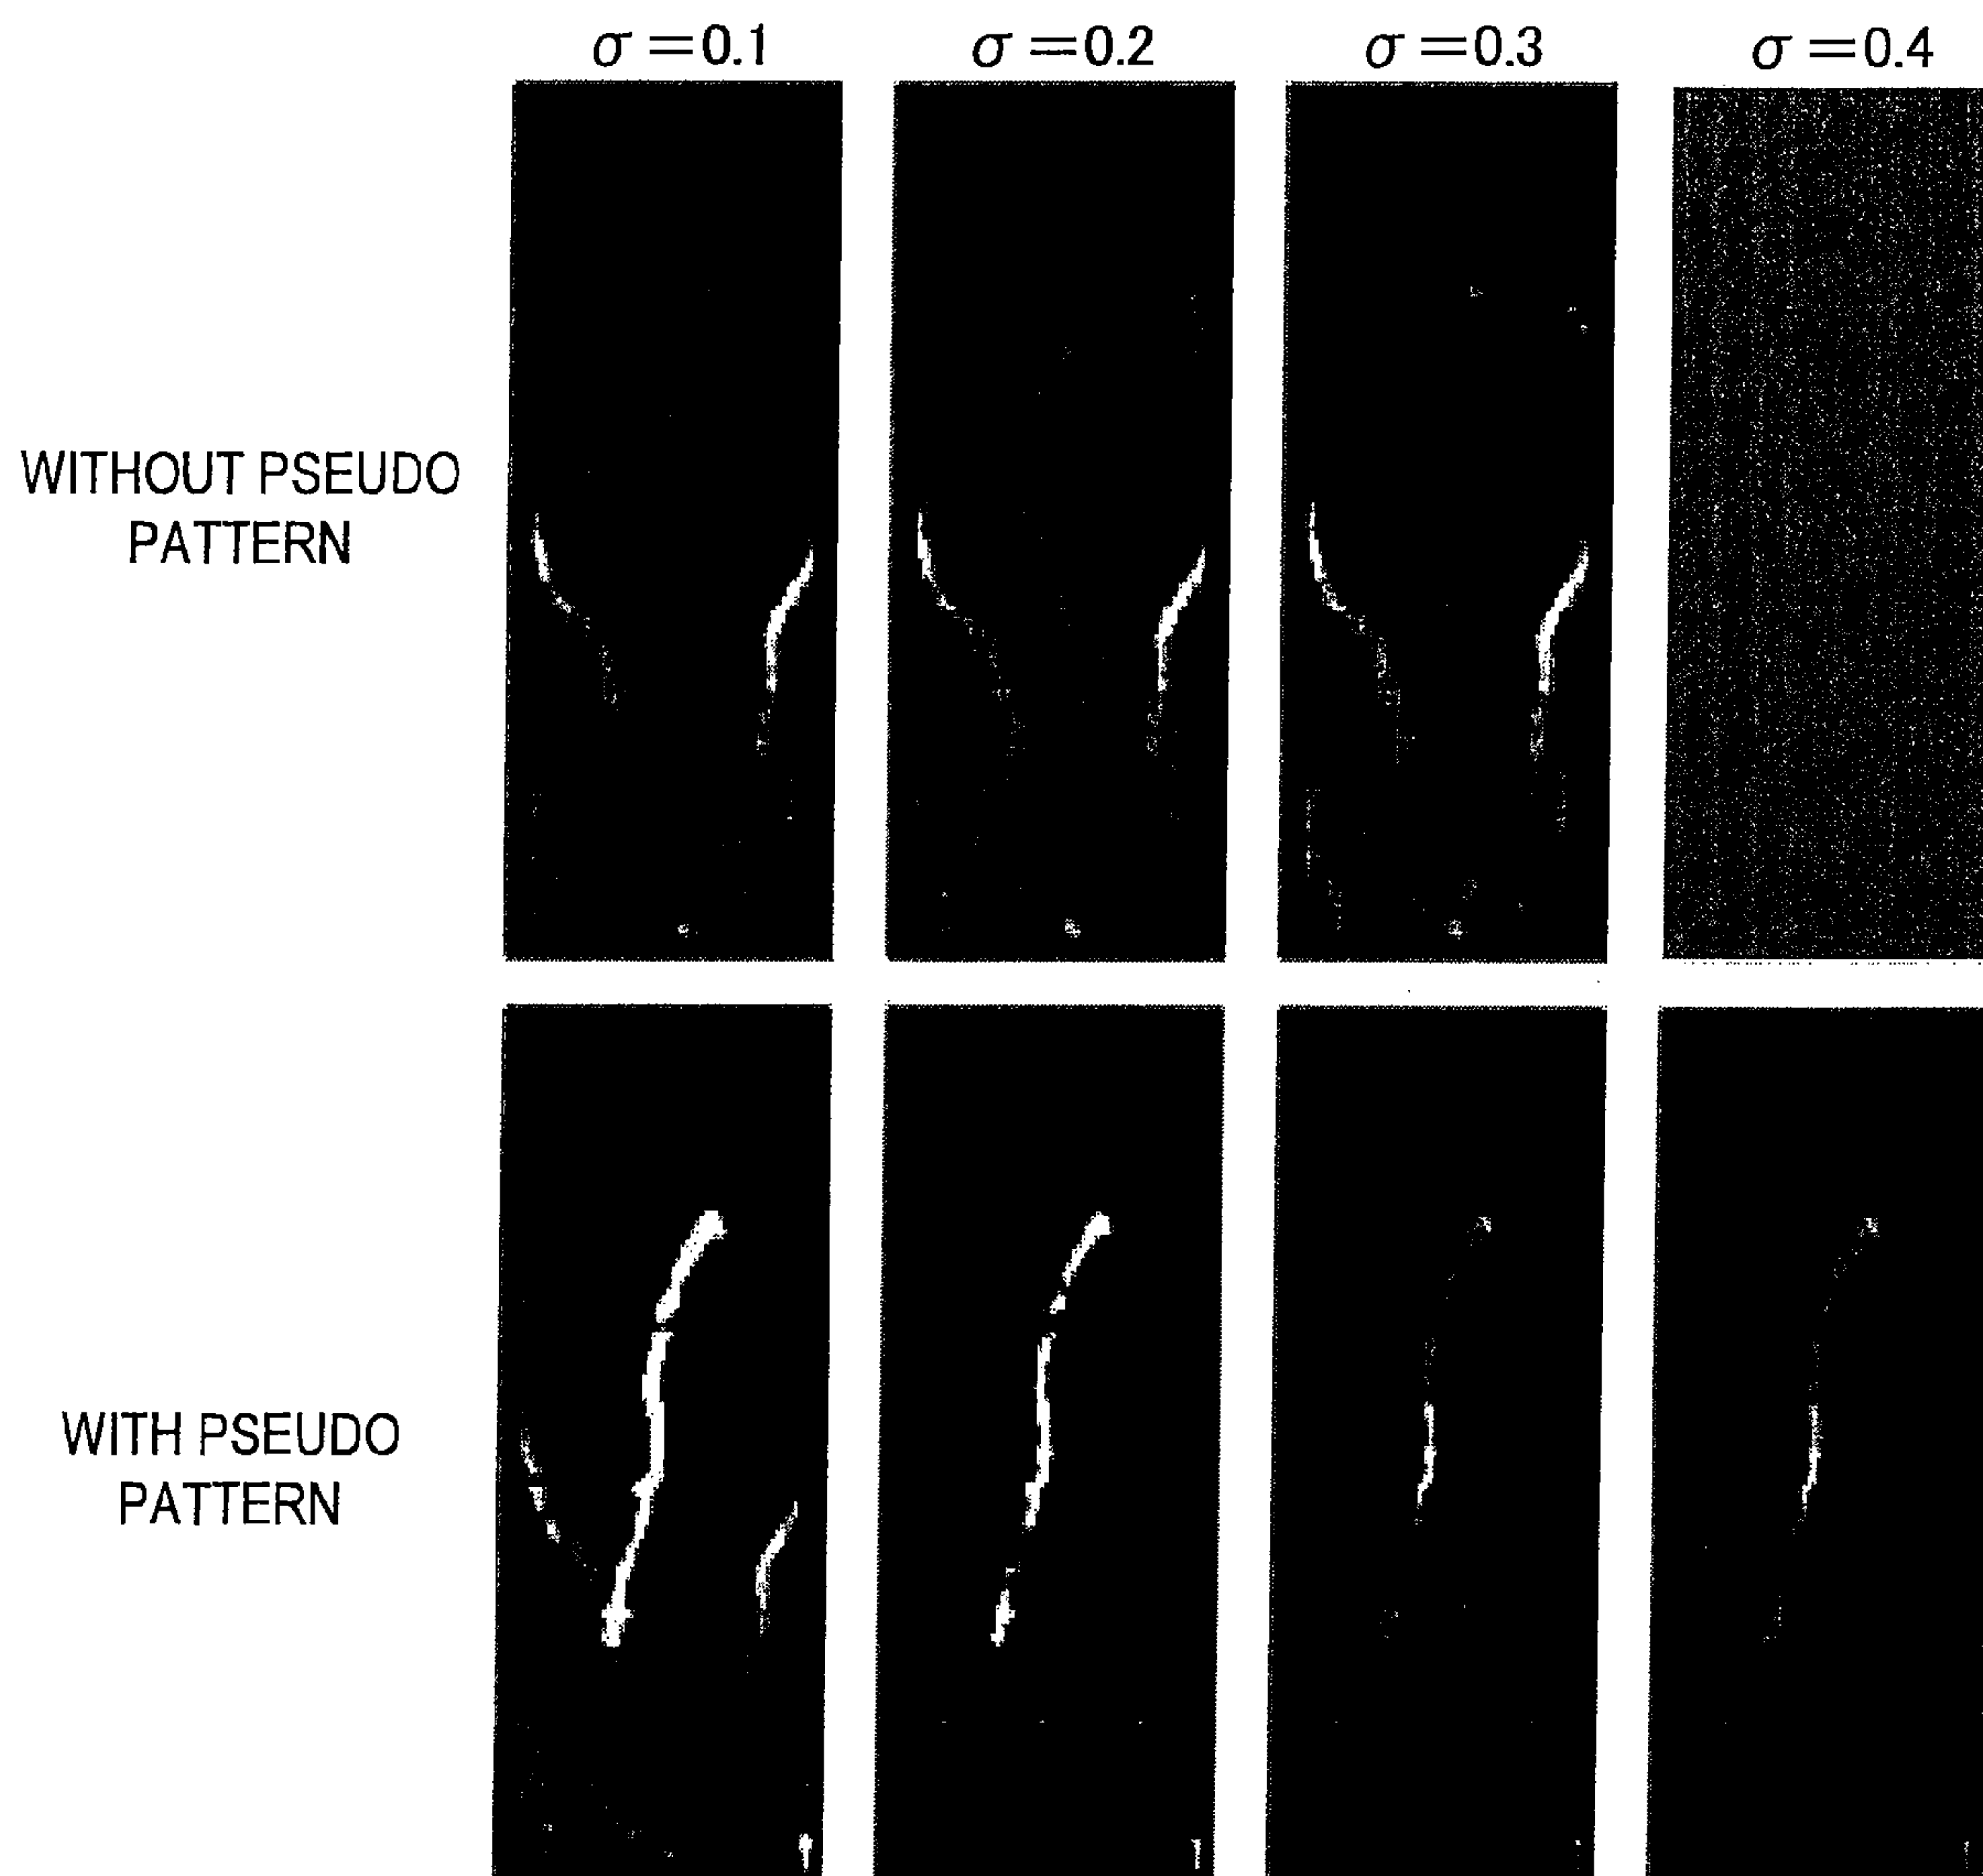 σ=0.1 σ=0.2 σ=0.3 σ=0.4
WITHOUT PSEUDO
PATTERN
WITH PSEUDO
PATTERN